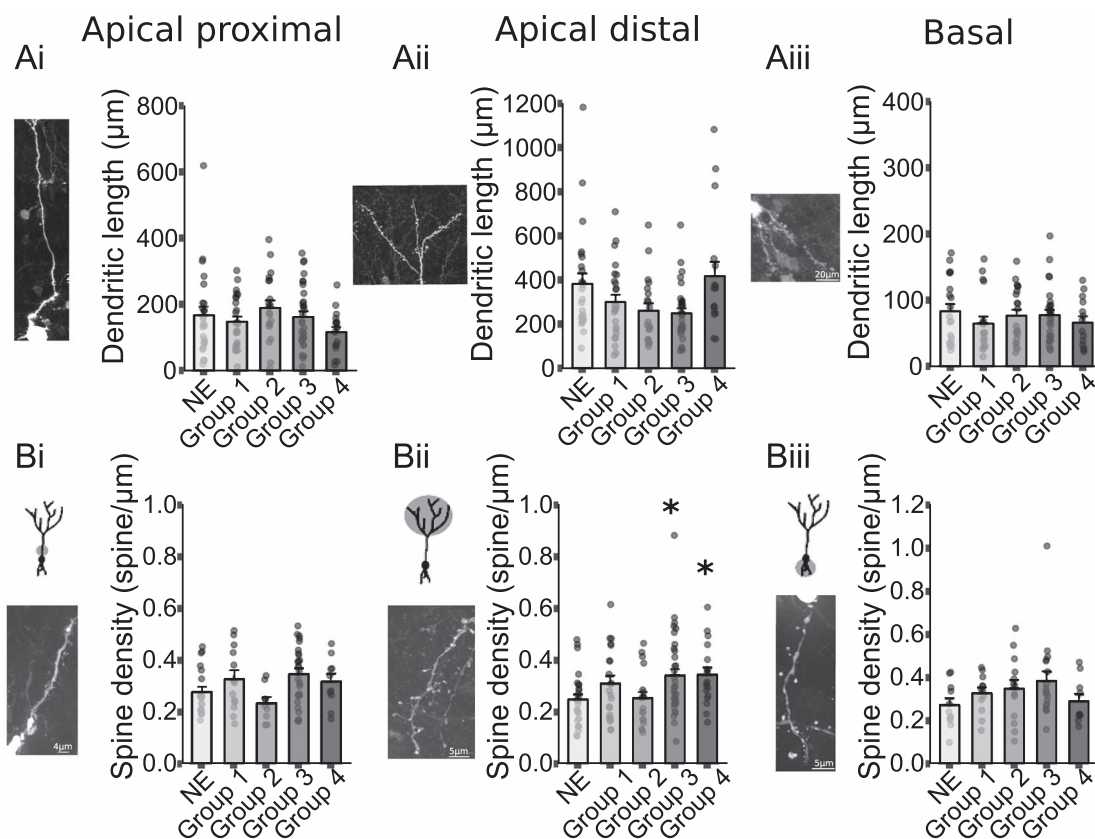 Apical proximal
Apical distal
Basal
Ai
Dendritic length (µm)
800
600
400
200
0
NE
Group 1
Group 2
Group 3
Group 4
Aii
Dendritic length (µm)
1200
1000
800
600
400
200
0
NE
Group 1
Group 2
Group 3
Group 4
Aiii
20µm
Dendritic length (µm)
400
300
200
100
0
NE
Group 1
Group 2
Group 3
Group 4
Bi
4µm
Spine density (spine/µm)
1.0
0.8
0.6
0.4
0.2
0.0
NE
Group 1
Group 2
Group 3
Group 4
Bii
5µm
Spine density (spine/µm)
1.0
0.8
0.6
0.4
0.2
0.0
*
*
NE
Group 1
Group 2
Group 3
Group 4
Biii
5µm
Spine density (spine/µm)
1.2
1.0
0.8
0.6
0.4
0.2
0.0
NE
Group 1
Group 2
Group 3
Group 4